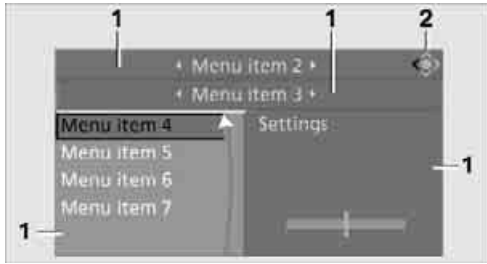 1 1 2
◂ Menu item 2 ▸
◂ Menu item 3 ▸
Menu item 4 Settings
Menu item 5
Menu item 6
1
Menu item 7
1